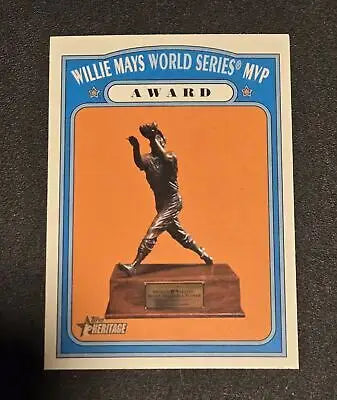 WILLIE MAYS WORLD SERIES® MVP
AWARD
Topps
HERITAGE